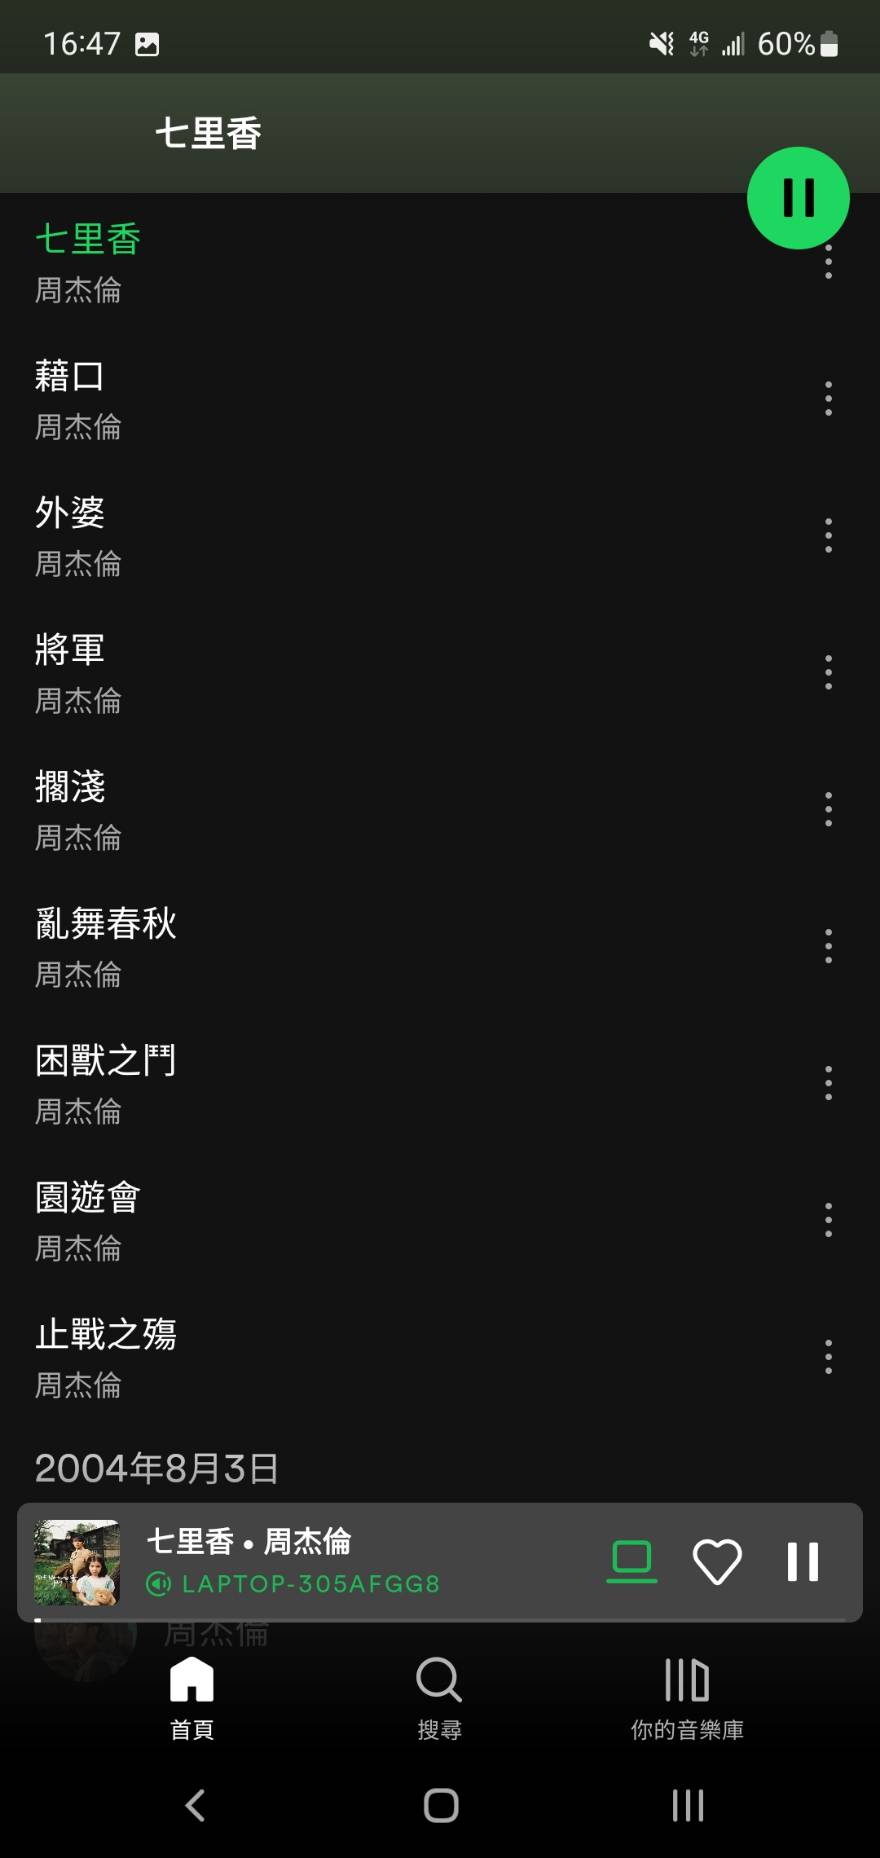 16:47 4G 60%
七里香
七里香
周杰倫
藉口
周杰倫
外婆
周杰倫
將軍
周杰倫
擱淺
周杰倫
亂舞春秋
周杰倫
困獸之鬥
周杰倫
園遊會
周杰倫
止戰之殤
周杰倫
2004年8月3日
七里香 • 周杰倫
LAPTOP-305AFGG8
周杰倫
首頁 搜尋 你的音樂庫